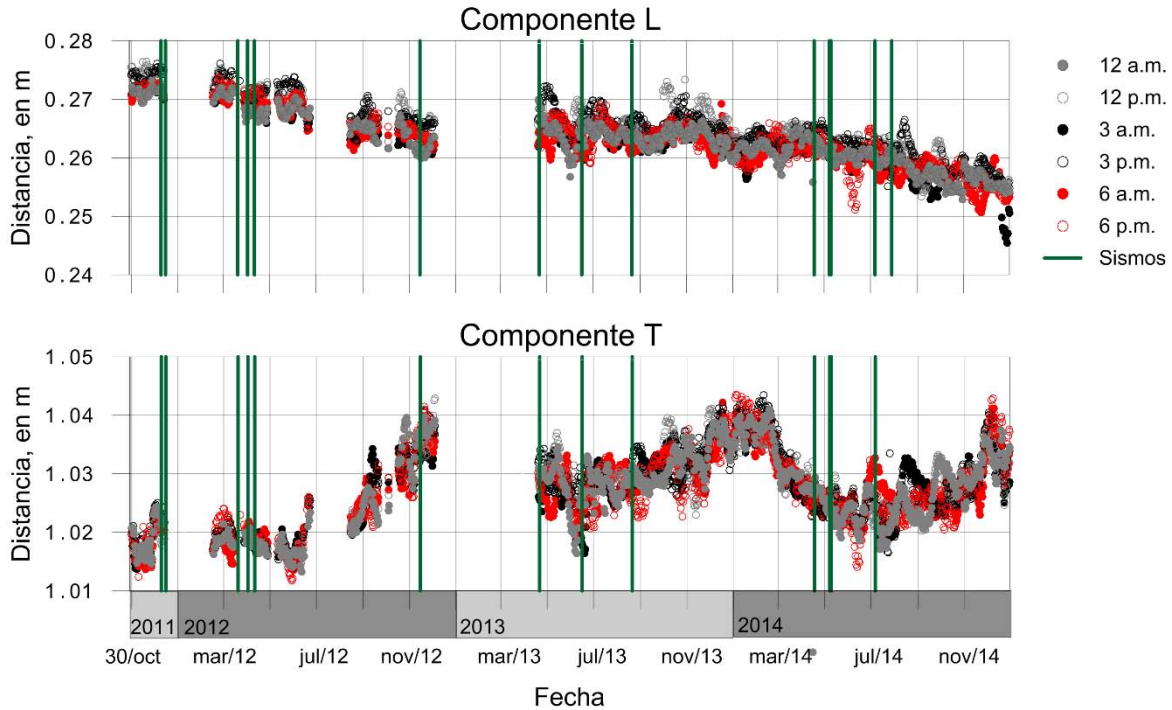 Componente L
0.28
0.27
0.26
0.25
0.24
Distancia, en m
12 a.m.
12 p.m.
3 a.m.
3 p.m.
6 a.m.
6 p.m.
Sismos
Componente T
1.05
1.04
1.03
1.02
1.01
Distancia, en m
2011 2012 2013 2014
30/oct mar/12 jul/12 nov/12 mar/13 jul/13 nov/13 mar/14 jul/14 nov/14
Fecha